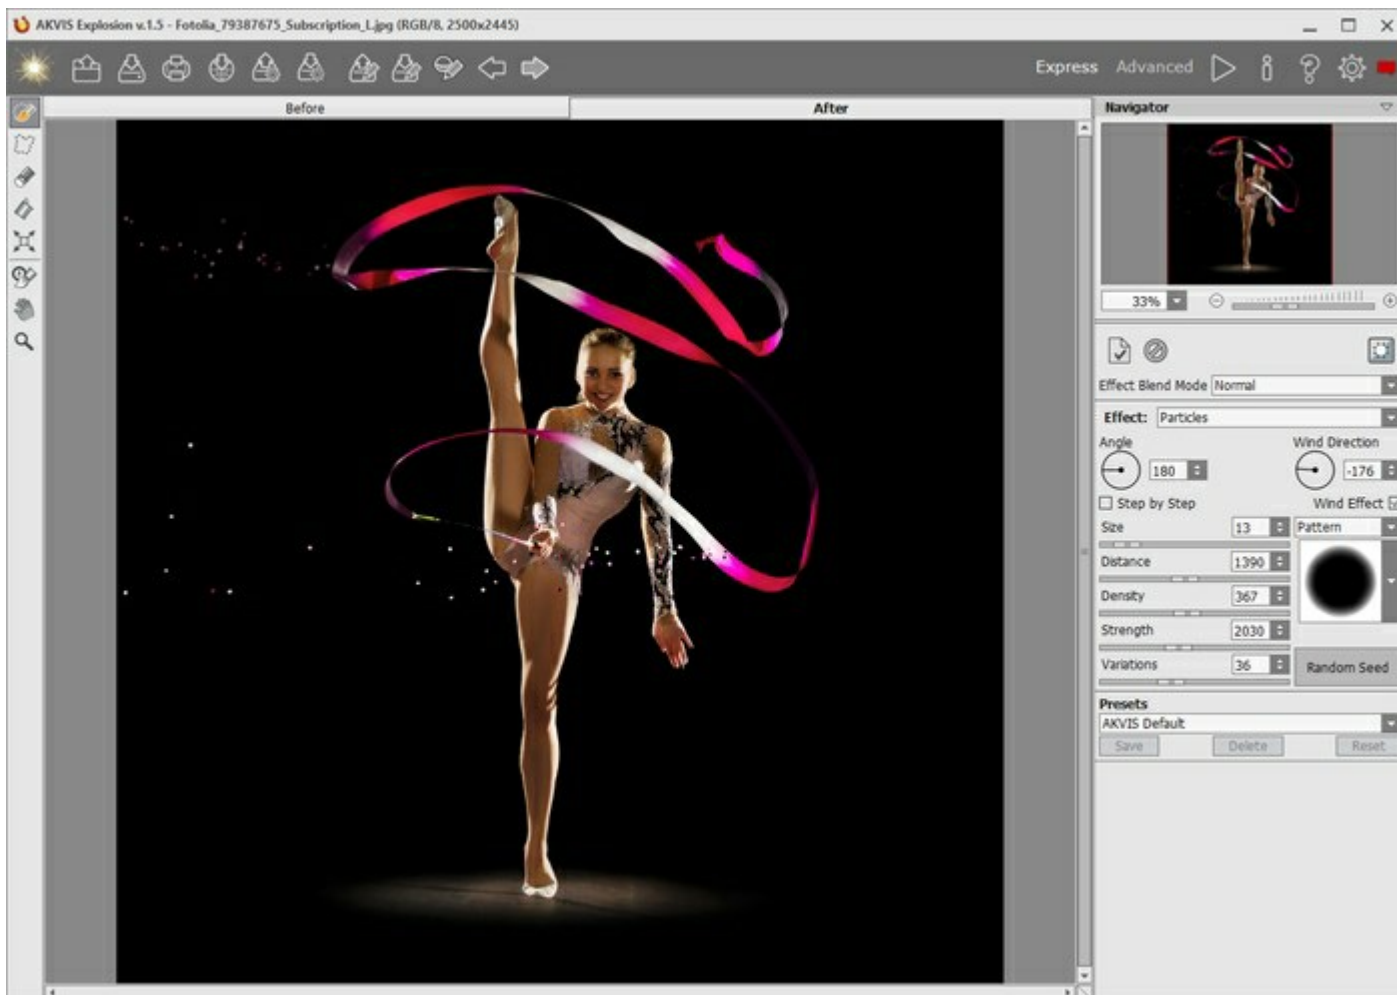 AKVIS Explosion v.1.5 - Fotolia_79387675_Subscription_L.jpg (RGB/8, 2500x2445)
Express Advanced
Before After
Navigator
33%
Effect Blend Mode Normal
Effect: Particles
Angle Wind Direction
180 -176
Step by Step Wind Effect
Size 13 Pattern
Distance 1390
Density 367
Strength 2030
Variations 36 Random Seed
Presets
AKVIS Default
Save Delete Reset